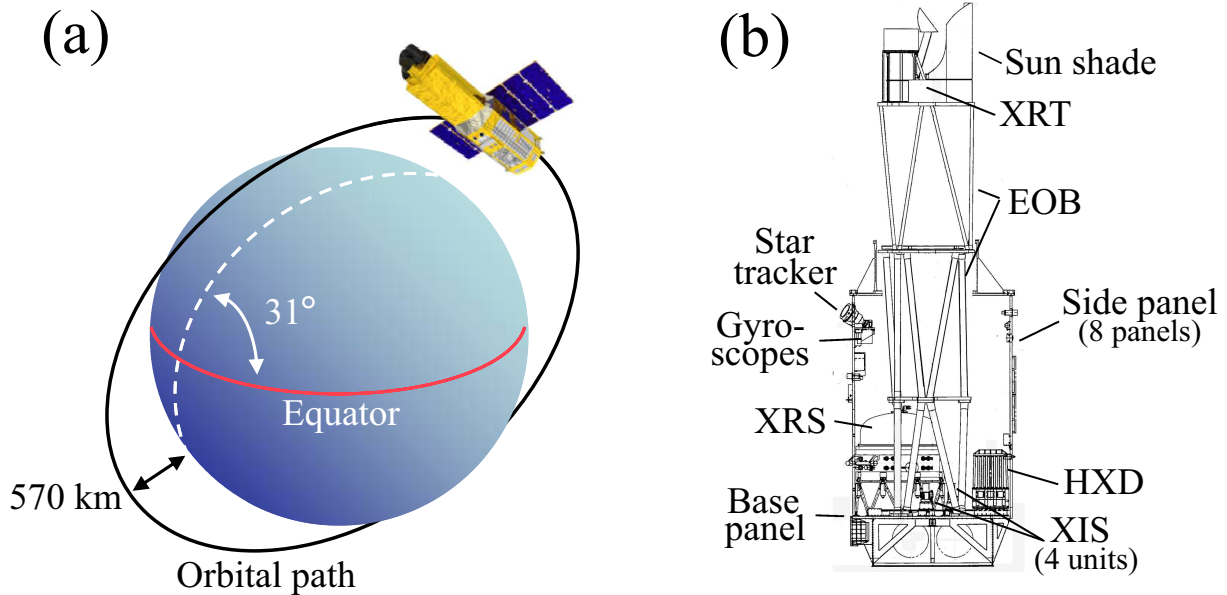 (a)
31°
Equator
570 km
Orbital path
(b)
Sun shade
XRT
EOB
Star
tracker
Gyro-
scopes
Side panel
(8 panels)
XRS
HXD
Base
panel
XIS
(4 units)